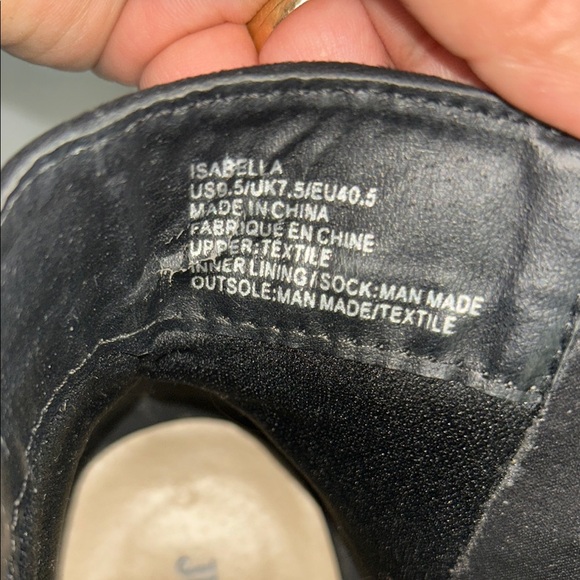 ISABELLA
US9.5/UK7.5/EU40.5
MADE IN CHINA
FABRIQUE EN CHINE
UPPER:TEXTILE
INNER LINING/SOCK:MAN MADE
OUTSOLE:MAN MADE/TEXTILE